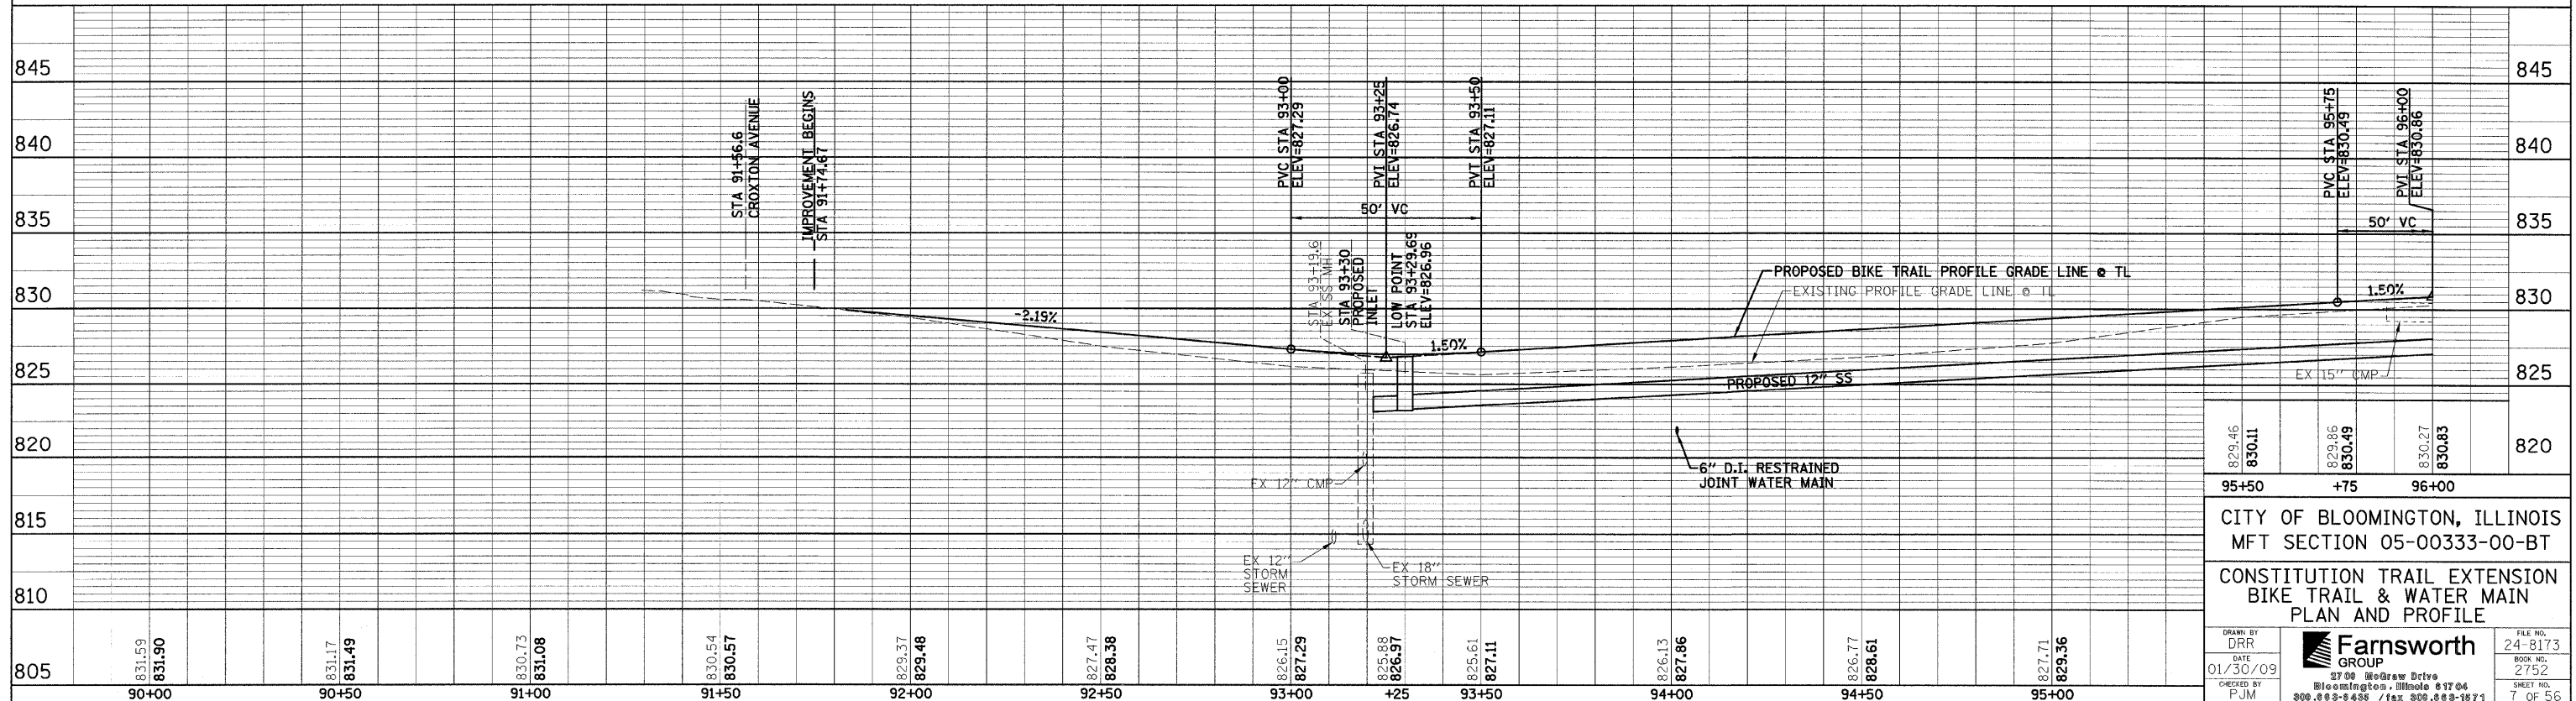 845
840
835
830
825
820
815
810
805
845
840
835
830
825
820
STA 91+56.6
CROXTON AVENUE
IMPROVEMENT BEGINS
STA 91+74.67
PVC STA 93+00
ELEV=827.29
PVI STA 93+25
ELEV=826.74
PVT STA 93+50
ELEV=827.11
50' VC
STA 93+19.6
EX SS MH
STA 93+30
PROPOSED
INLET
LOW POINT
STA 93+29.69
ELEV=826.96
PVC STA 95+75
ELEV=830.49
PVI STA 96+00
ELEV=830.86
50' VC
-2.19%
1.50%
1.50%
PROPOSED BIKE TRAIL PROFILE GRADE LINE @ TL
EXISTING PROFILE GRADE LINE @ TL
PROPOSED 12" SS
EX 15" CMP
6" D.I. RESTRAINED
JOINT WATER MAIN
EX 12" CMP
EX 12"
STORM
SEWER
EX 18"
STORM SEWER
829.46
830.11
829.86
830.49
830.27
830.83
95+50 +75 96+00
831.59
831.90
831.17
831.49
830.73
831.08
830.54
830.57
829.37
829.48
827.47
828.38
826.15
827.29
825.88
826.97
825.61
827.11
826.13
827.86
826.77
828.61
827.71
829.36
90+00 90+50 91+00 91+50 92+00 92+50 93+00 +25 93+50 94+00 94+50 95+00
CITY OF BLOOMINGTON, ILLINOIS
MFT SECTION 05-00333-00-BT
CONSTITUTION TRAIL EXTENSION
BIKE TRAIL & WATER MAIN
PLAN AND PROFILE
DRAWN BY
DRR
DATE
01/30/09
CHECKED BY
PJM
Farnsworth
GROUP
2709 McGraw Drive
Bloomington, Illinois 61704
309.663-8435 / fax 309.663-1571
FILE NO.
24-8173
BOOK NO.
2752
SHEET NO.
7 OF 56